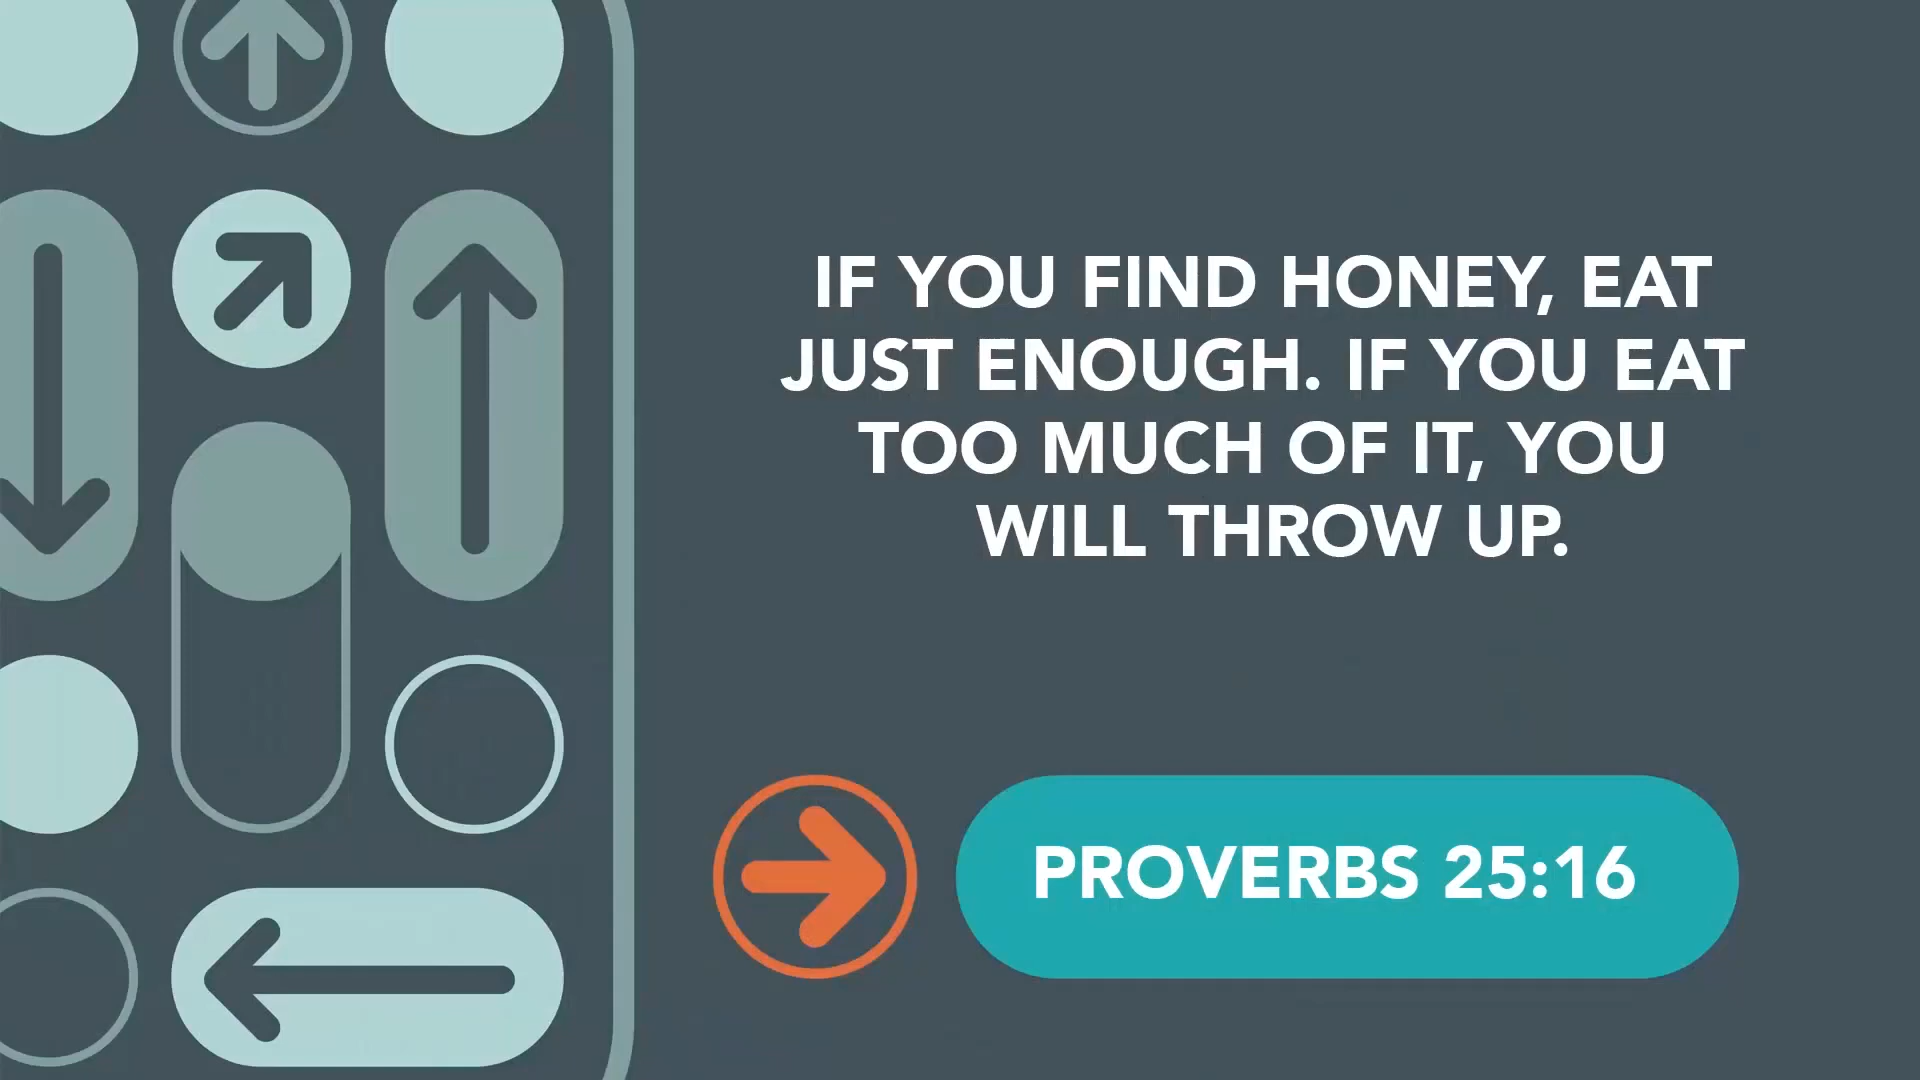 IF YOU FIND HONEY, EAT
JUST ENOUGH. IF YOU EAT
TOO MUCH OF IT, YOU
WILL THROW UP.
PROVERBS 25:16